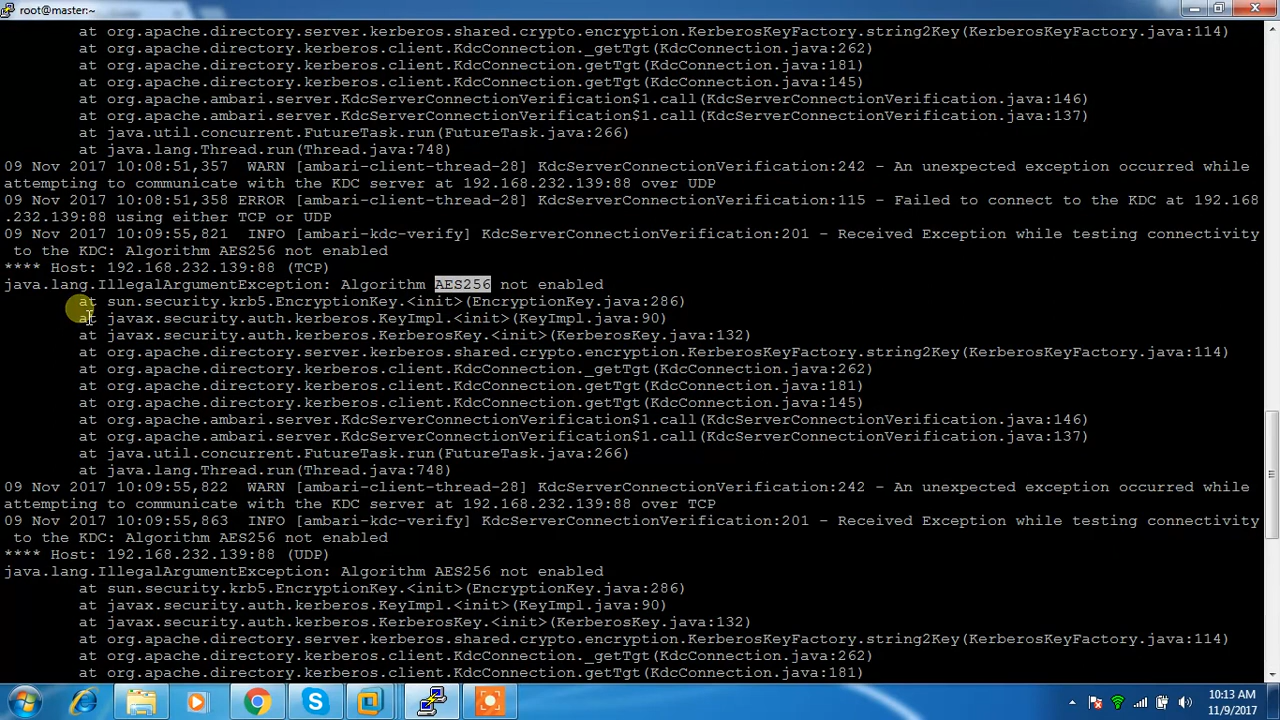 root@master:~
at org.apache.directory.server.kerberos.shared.crypto.encryption.KerberosKeyFactory.string2Key(KerberosKeyFactory.java:114)
at org.apache.directory.kerberos.client.KdcConnection._getTgt(KdcConnection.java:262)
at org.apache.directory.kerberos.client.KdcConnection.getTgt(KdcConnection.java:181)
at org.apache.directory.kerberos.client.KdcConnection.getTgt(KdcConnection.java:145)
at org.apache.ambari.server.KdcServerConnectionVerification$1.call(KdcServerConnectionVerification.java:146)
at org.apache.ambari.server.KdcServerConnectionVerification$1.call(KdcServerConnectionVerification.java:137)
at java.util.concurrent.FutureTask.run(FutureTask.java:266)
at java.lang.Thread.run(Thread.java:748)
09 Nov 2017 10:08:51,357  WARN [ambari-client-thread-28] KdcServerConnectionVerification:242 - An unexpected exception occurred while
attempting to communicate with the KDC server at 192.168.232.139:88 over UDP
09 Nov 2017 10:08:51,358 ERROR [ambari-client-thread-28] KdcServerConnectionVerification:115 - Failed to connect to the KDC at 192.168
.232.139:88 using either TCP or UDP
09 Nov 2017 10:09:55,821  INFO [ambari-kdc-verify] KdcServerConnectionVerification:201 - Received Exception while testing connectivity
to the KDC: Algorithm AES256 not enabled
**** Host: 192.168.232.139:88 (TCP)
java.lang.IllegalArgumentException: Algorithm AES256 not enabled
at sun.security.krb5.EncryptionKey.<init>(EncryptionKey.java:286)
at javax.security.auth.kerberos.KeyImpl.<init>(KeyImpl.java:90)
at javax.security.auth.kerberos.KerberosKey.<init>(KerberosKey.java:132)
at org.apache.directory.server.kerberos.shared.crypto.encryption.KerberosKeyFactory.string2Key(KerberosKeyFactory.java:114)
at org.apache.directory.kerberos.client.KdcConnection._getTgt(KdcConnection.java:262)
at org.apache.directory.kerberos.client.KdcConnection.getTgt(KdcConnection.java:181)
at org.apache.directory.kerberos.client.KdcConnection.getTgt(KdcConnection.java:145)
at org.apache.ambari.server.KdcServerConnectionVerification$1.call(KdcServerConnectionVerification.java:146)
at org.apache.ambari.server.KdcServerConnectionVerification$1.call(KdcServerConnectionVerification.java:137)
at java.util.concurrent.FutureTask.run(FutureTask.java:266)
at java.lang.Thread.run(Thread.java:748)
09 Nov 2017 10:09:55,822  WARN [ambari-client-thread-28] KdcServerConnectionVerification:242 - An unexpected exception occurred while
attempting to communicate with the KDC server at 192.168.232.139:88 over TCP
09 Nov 2017 10:09:55,863  INFO [ambari-kdc-verify] KdcServerConnectionVerification:201 - Received Exception while testing connectivity
to the KDC: Algorithm AES256 not enabled
**** Host: 192.168.232.139:88 (UDP)
java.lang.IllegalArgumentException: Algorithm AES256 not enabled
at sun.security.krb5.EncryptionKey.<init>(EncryptionKey.java:286)
at javax.security.auth.kerberos.KeyImpl.<init>(KeyImpl.java:90)
at javax.security.auth.kerberos.KerberosKey.<init>(KerberosKey.java:132)
at org.apache.directory.server.kerberos.shared.crypto.encryption.KerberosKeyFactory.string2Key(KerberosKeyFactory.java:114)
at org.apache.directory.kerberos.client.KdcConnection._getTgt(KdcConnection.java:262)
at org.apache.directory.kerberos.client.KdcConnection.getTgt(KdcConnection.java:181)
10:13 AM
11/9/2017